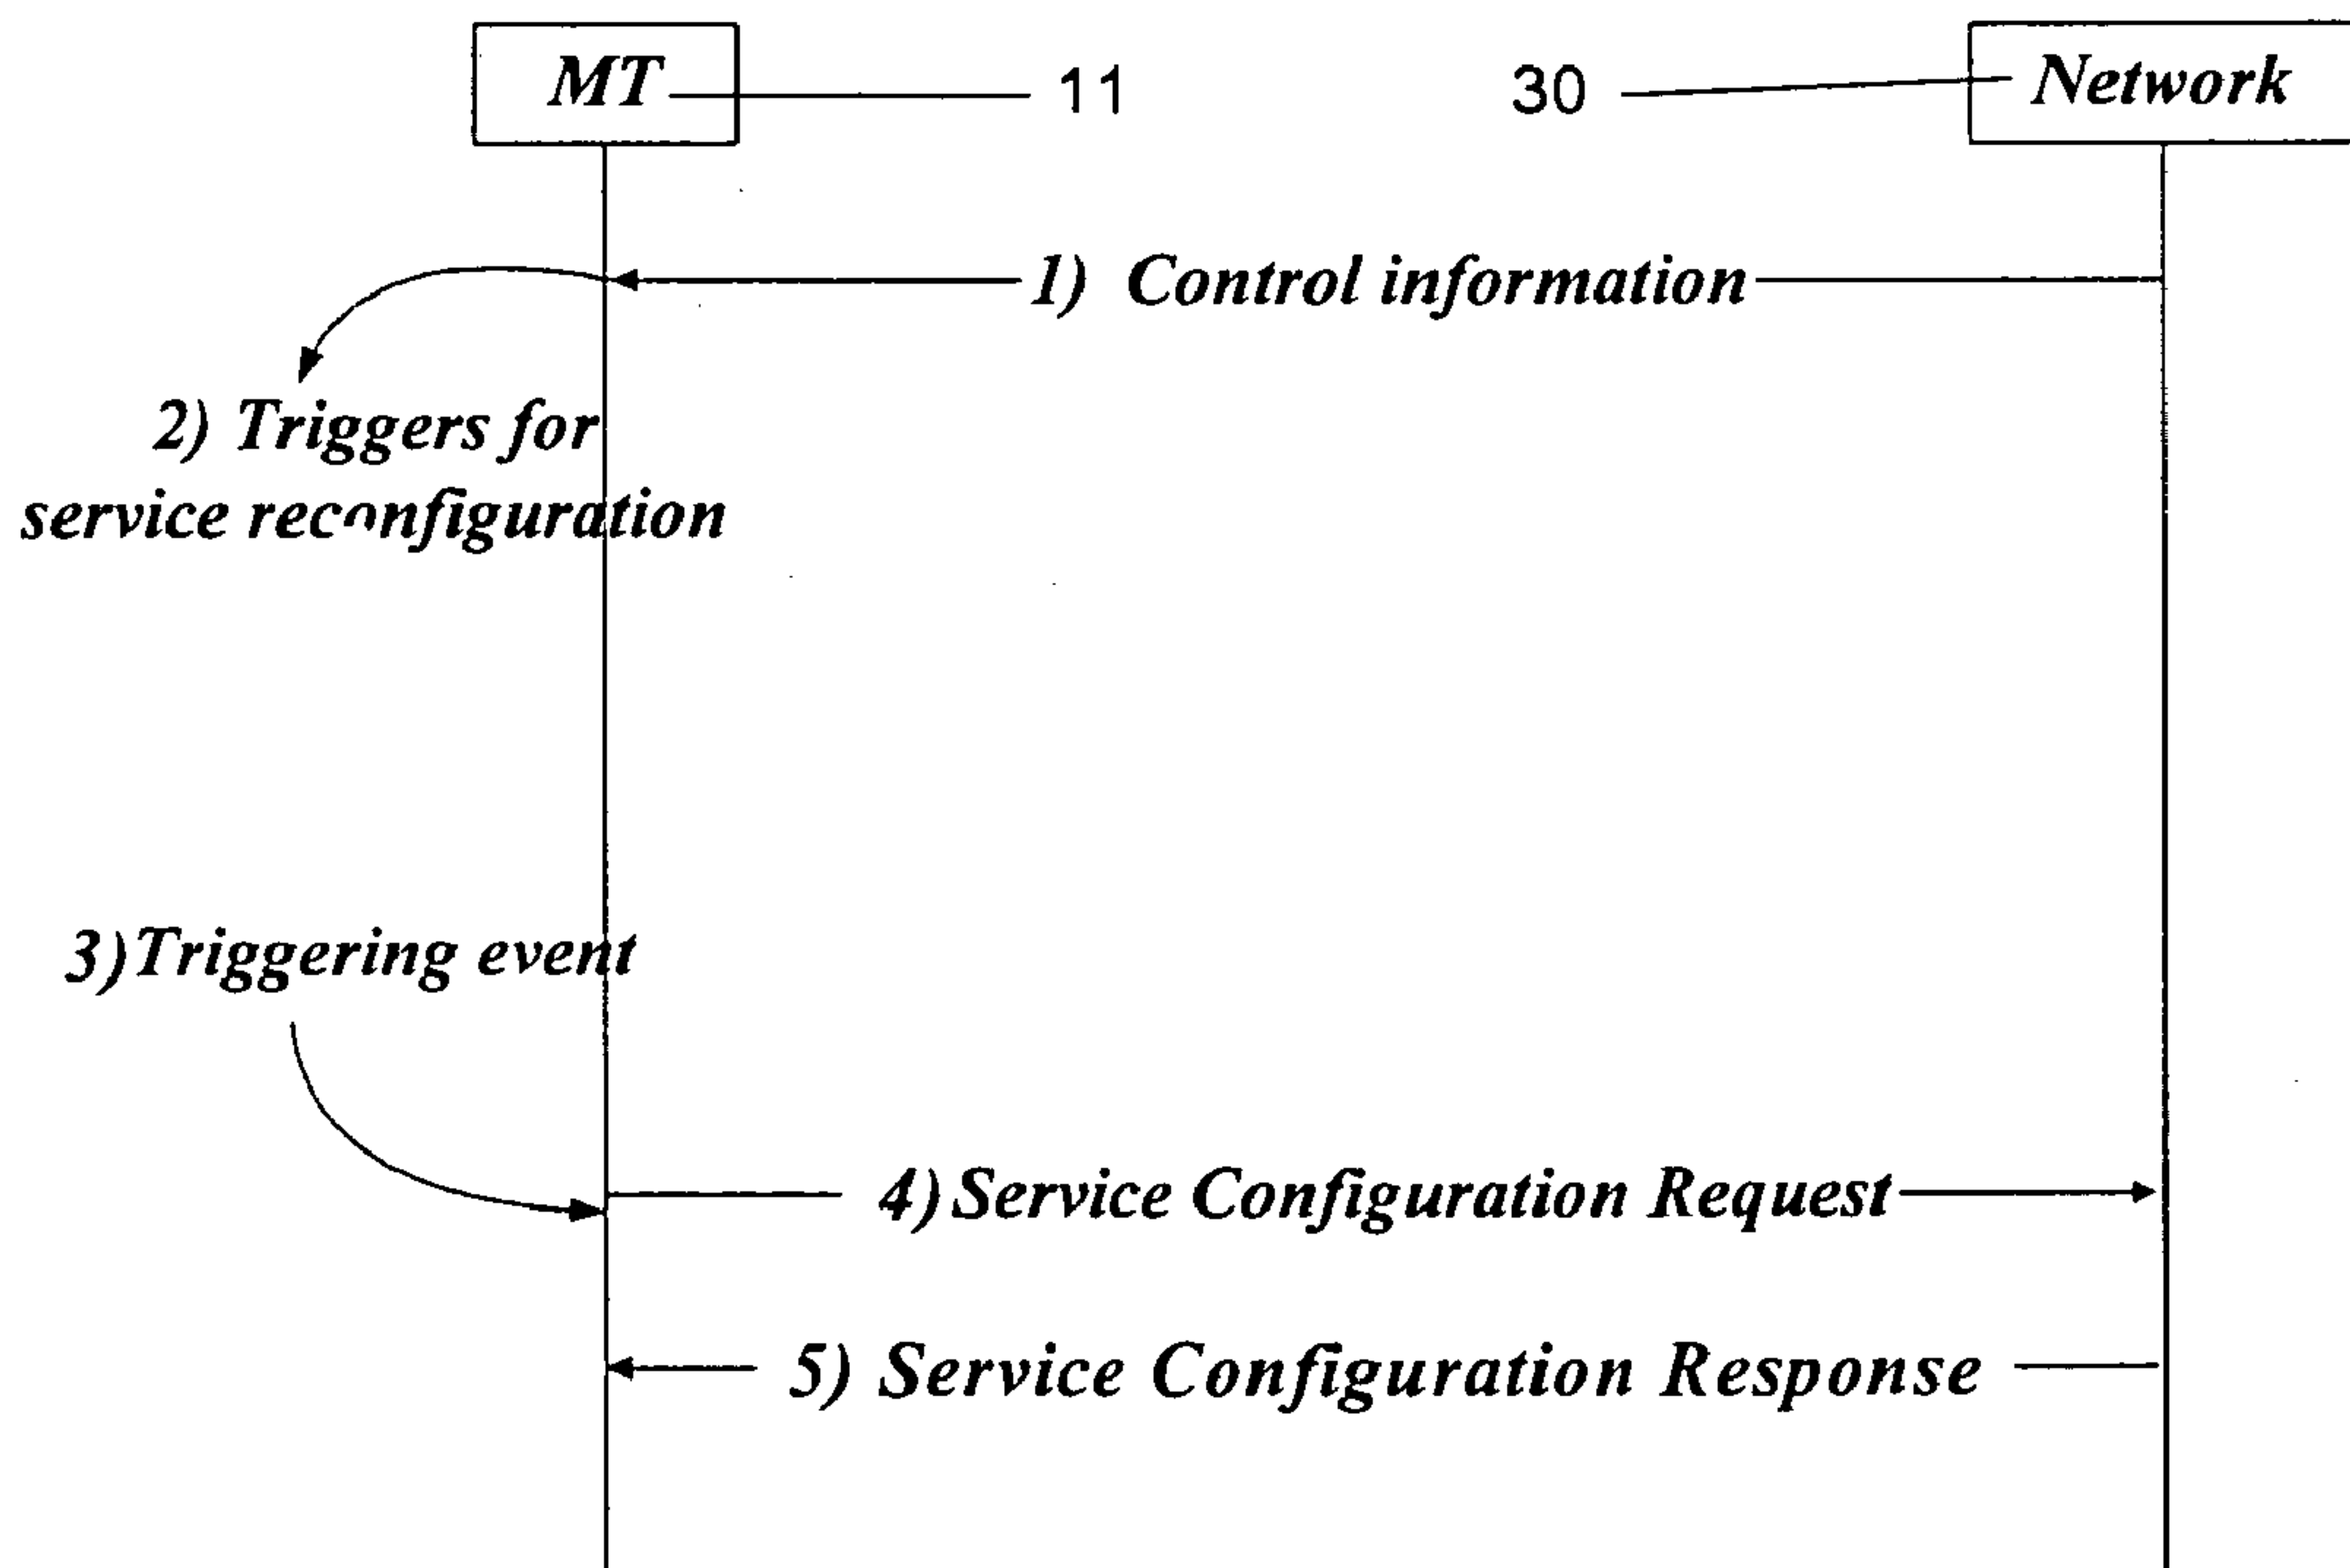 MT
11
30
Network
1) Control information
2) Triggers for
service reconfiguration
3) Triggering event
4) Service Configuration Request
5) Service Configuration Response